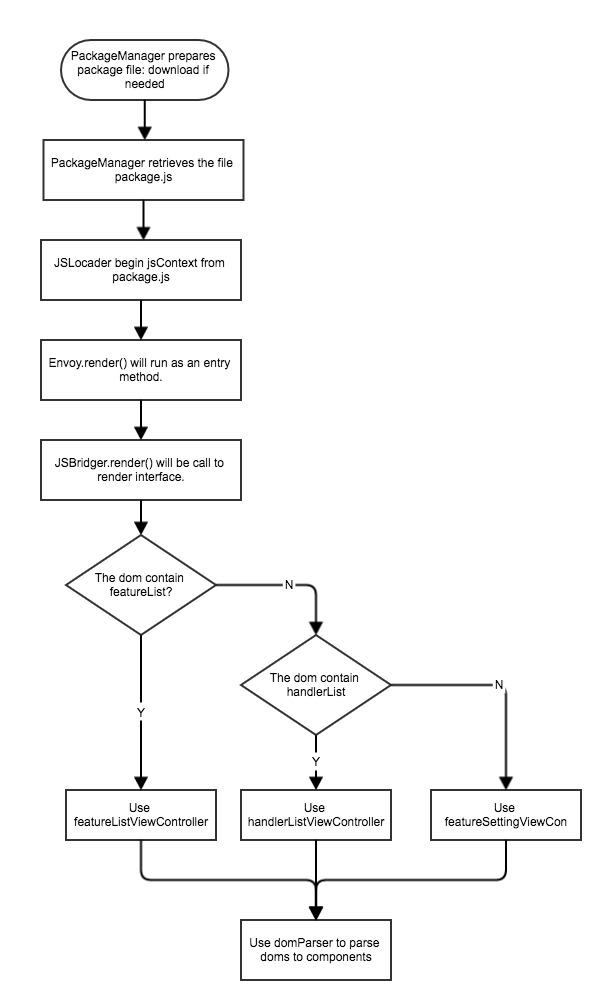 PackageManager prepares
package file: download if
needed
PackageManager retrieves the file
package.js
JSLocader begin jsContext from
package.js
Envoy.render() will run as an entry
method.
JSBridger.render() will be call to
render interface.
The dom contain
featureList?
N
The dom contain
handlerList
N
Y
Y
Use
featureListViewController
Use
handlerListViewController
Use
featureSettingViewCon
Use domParser to parse
doms to components